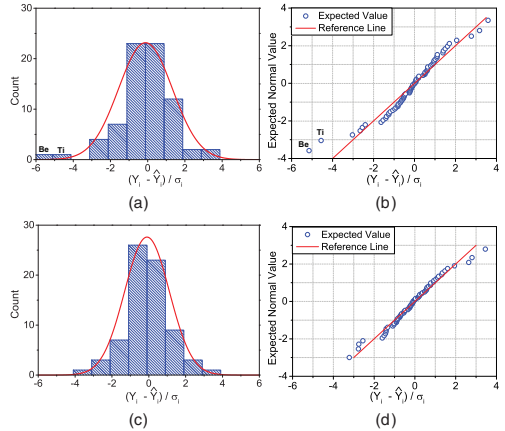 30
20
10
0
Count
Be
Ti
-6 -4 -2 0 2 4 6
(Y_i - Ŷ_i) / σ_i
(a)
Expected Value
Reference Line
4
2
0
-2
-4
Expected Normal Value
Be
Ti
-6 -4 -2 0 2 4
(Y_i - Ŷ_i) / σ_i
(b)
30
20
10
0
Count
-6 -4 -2 0 2 4 6
(Y_i - Ŷ_i) / σ_i
(c)
Expected Value
Reference Line
4
2
0
-2
-4
Expected Normal Value
-6 -4 -2 0 2 4
(Y_i - Ŷ_i) / σ_i
(d)